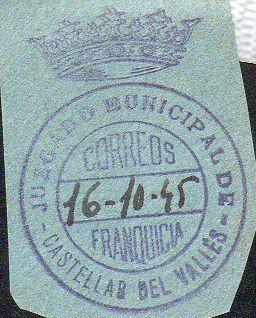 JUZGADO MUNICIPAL DE
CORREOS
16-10-45
FRANQUICIA
- CASTELLAR DEL VALLÉS -